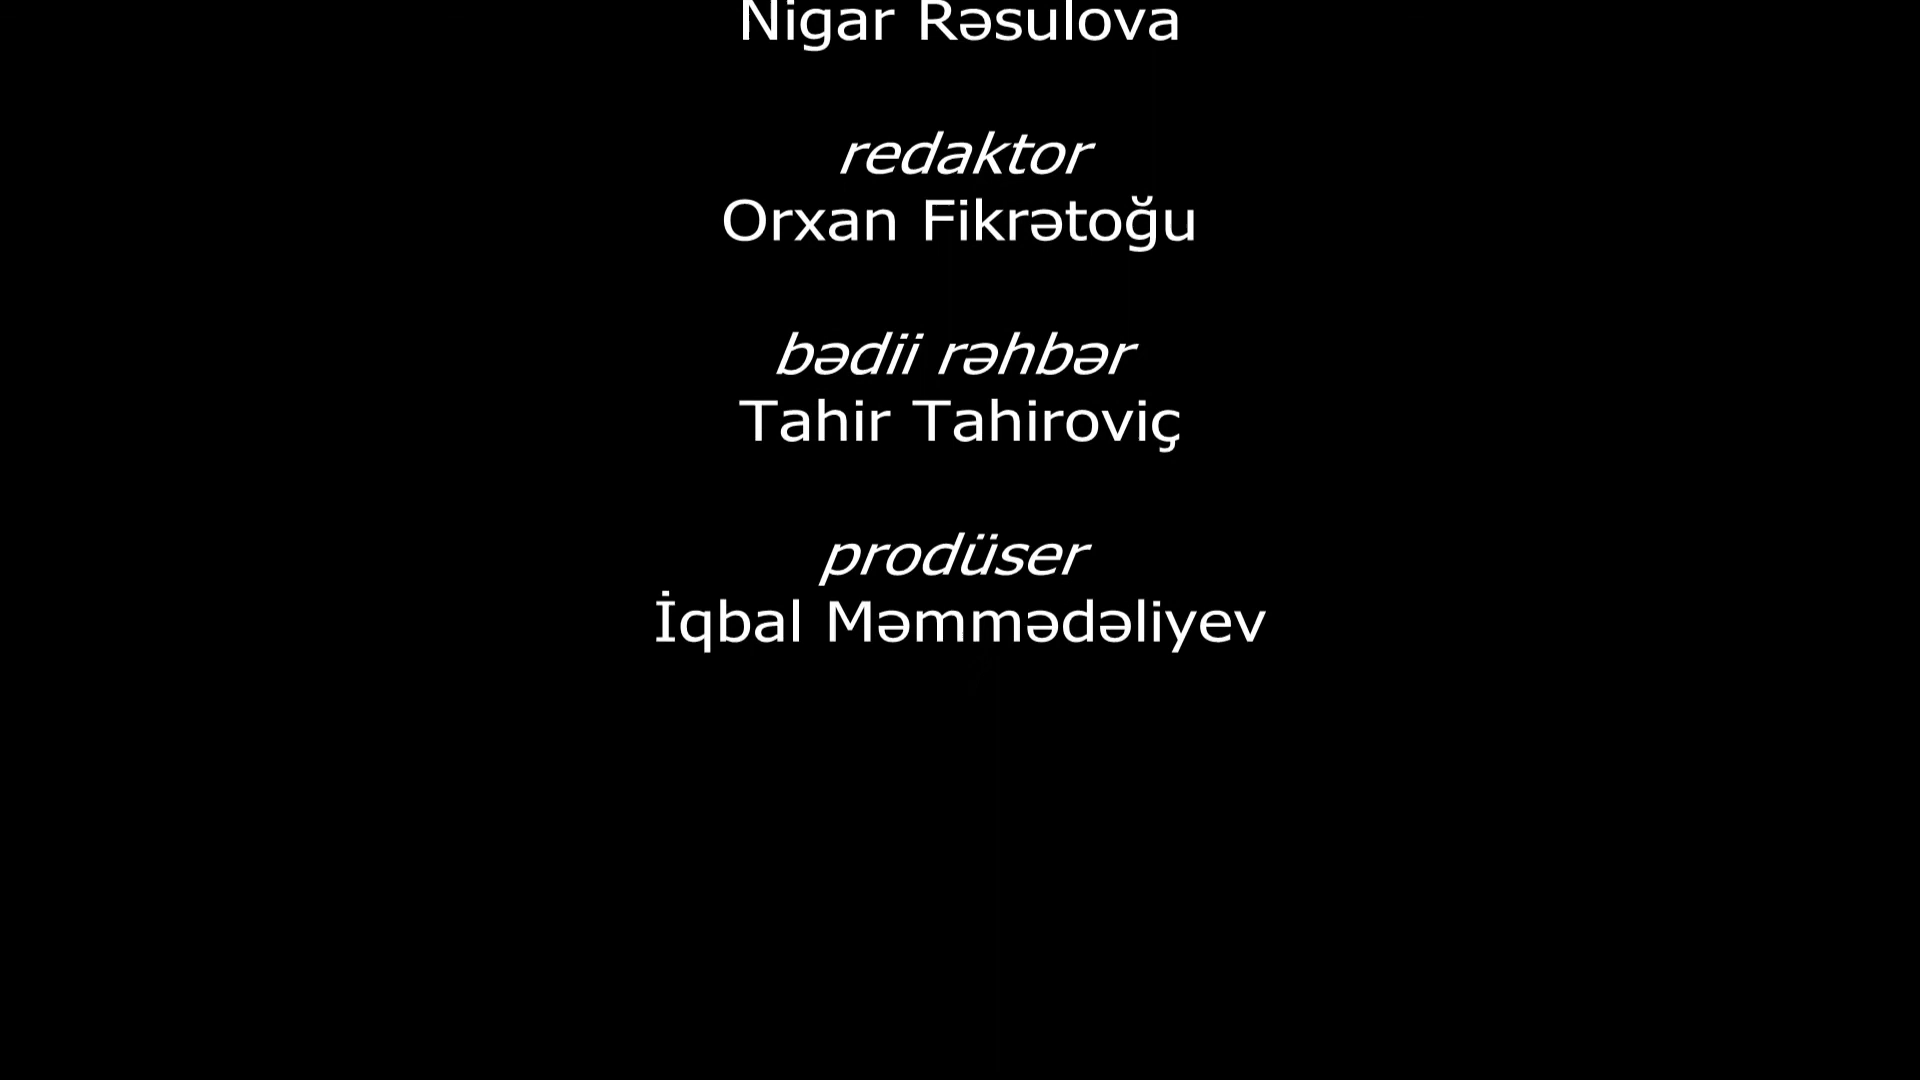 Nigar Rəsulova
redaktor
Orxan Fikrətoğu
bədii rəhbər
Tahir Tahiroviç
prodüser
İqbal Məmmədəliyev